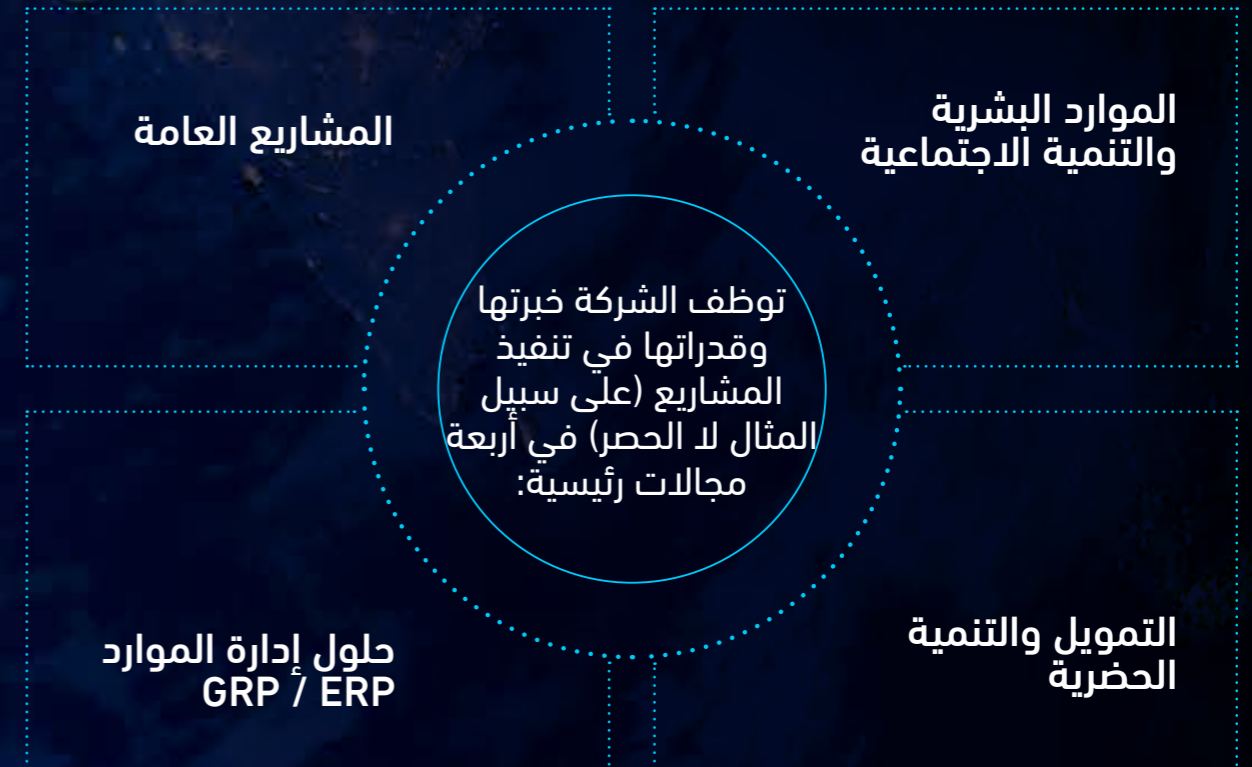 الموارد البشرية
والتنمية الاجتماعية
المشاريع العامة
توظف الشركة خبرتها
وقدراتها في تنفيذ
المشاريع (على سبيل
المثال لا الحصر) في أربعة
مجالات رئيسية:
التمويل والتنمية
الحضرية
حلول إدارة الموارد
GRP / ERP